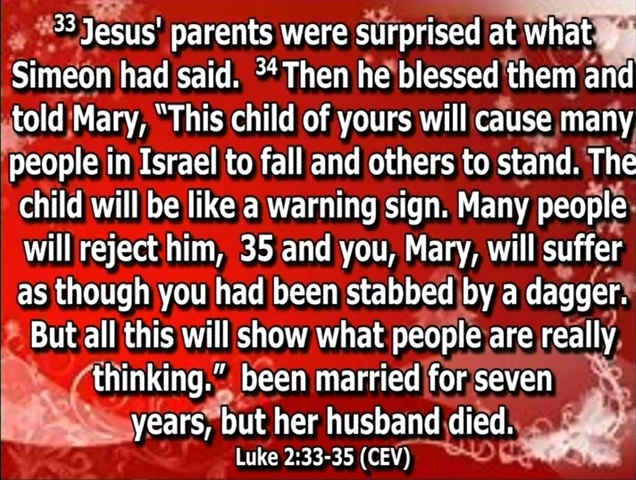 33 Jesus' parents were surprised at what
Simeon had said. 34 Then he blessed them and
told Mary, “This child of yours will cause many
people in Israel to fall and others to stand. The
child will be like a warning sign. Many people
will reject him, 35 and you, Mary, will suffer
as though you had been stabbed by a dagger.
But all this will show what people are really
thinking.” been married for seven
years, but her husband died.
Luke 2:33-35 (CEV)